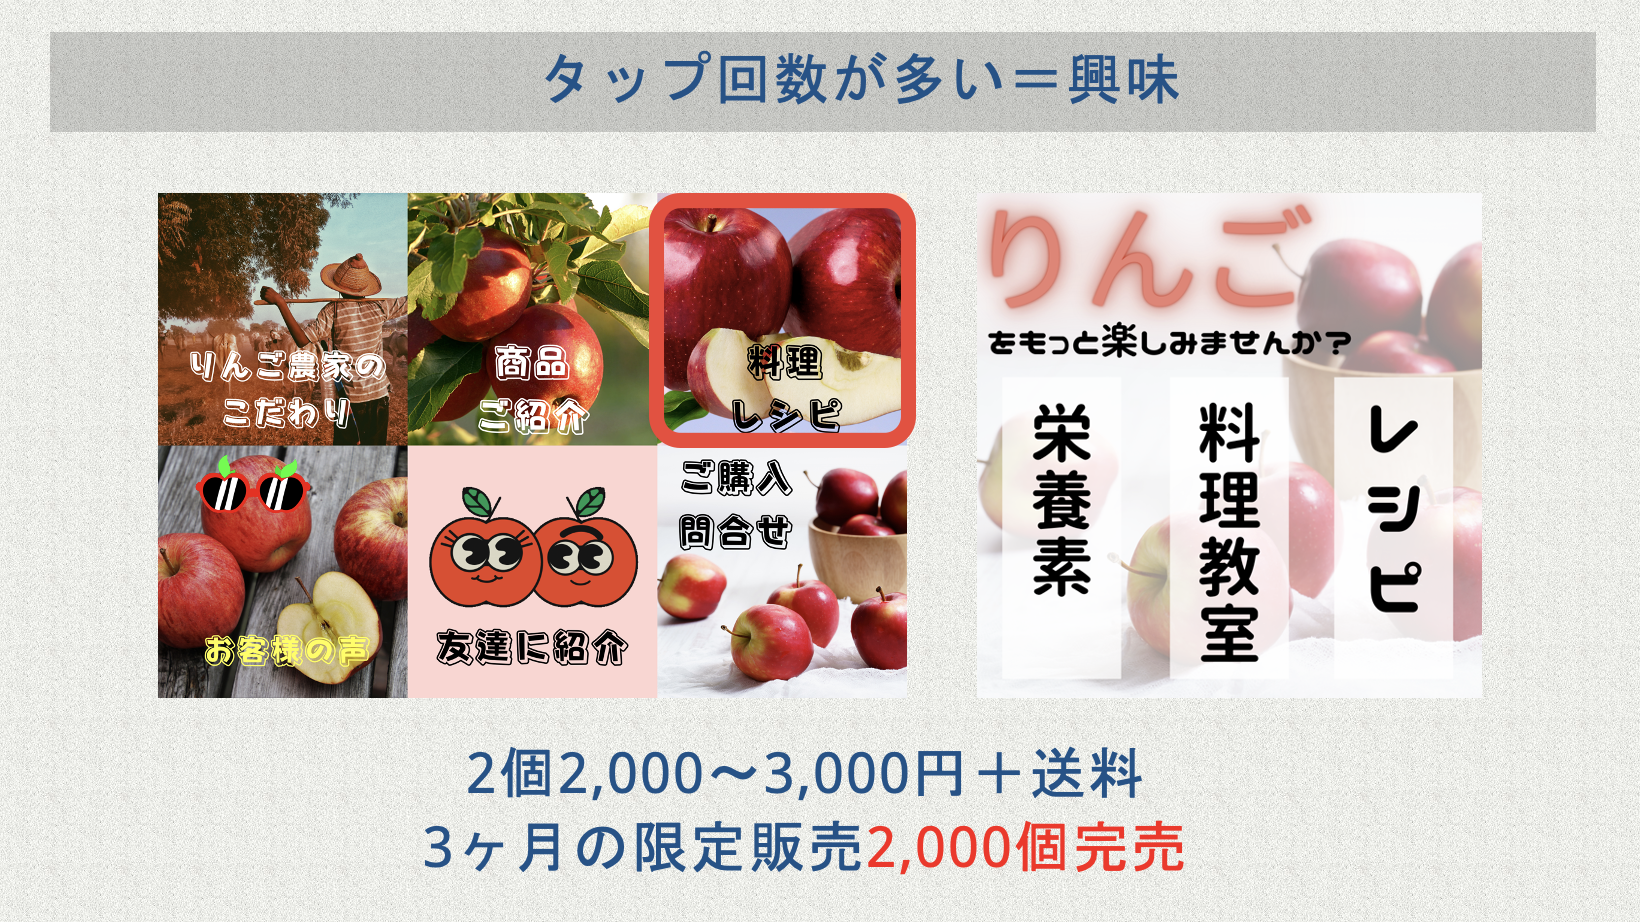 タップ回数が多い＝興味
りんご農家の
こだわり
商品
ご紹介
料理
レシピ
お客様の声
友達に紹介
ご購入
問合せ
りんご
をもっと楽しみませんか？
栄養素
料理教室
レシピ
2個2,000〜3,000円＋送料
3ヶ月の限定販売2,000個完売